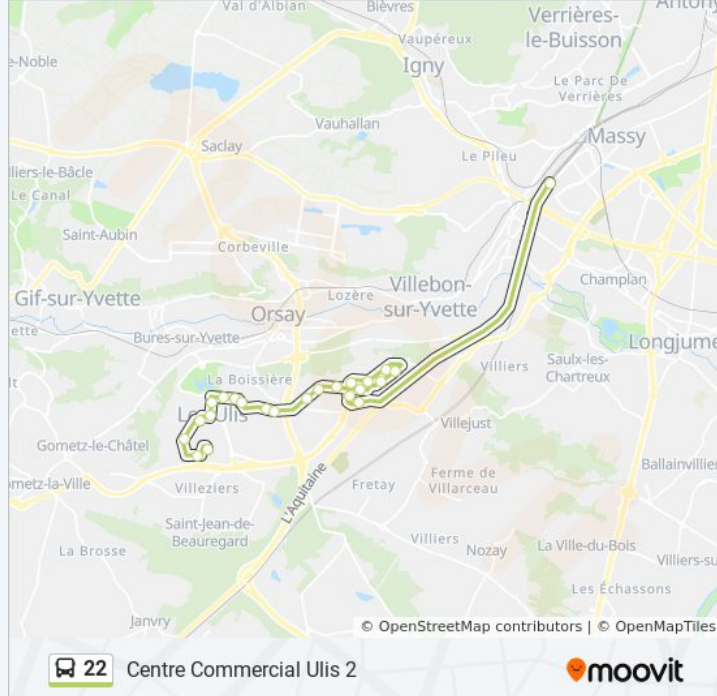 Val d'Albian
Bièvres
Verrières-
le-Buisson
Antony
e-Noble
Vaupéreux
Igny
Le Parc De
Verrières
Vauhallan
Massy
Saclay
Le Pileu
lliers-le-Bâcle
Le Canal
Saint-Aubin
Corbeville
Champlan
Gif-sur-Yvette
Lozère
Villebon-
sur-Yvette
Orsay
ette
Bures-sur-Yvette
Longjume
Villiers
Saulx-les-
Chartreux
La Boissière
Les Ulis
Villejust
Gometz-le-Châtel
Ballainvillier
ometz-la-Ville
Villeziers
L'Aquitaine
Fretay
Ferme de
Villarceau
Saint-Jean-de-
Beauregard
La Brosse
Villiers
Nozay
La Ville-du-Bois
Villiers-su
Les Échassons
Janvry
© OpenStreetMap contributors | © OpenMapTiles
22 Centre Commercial Ulis 2
moovit